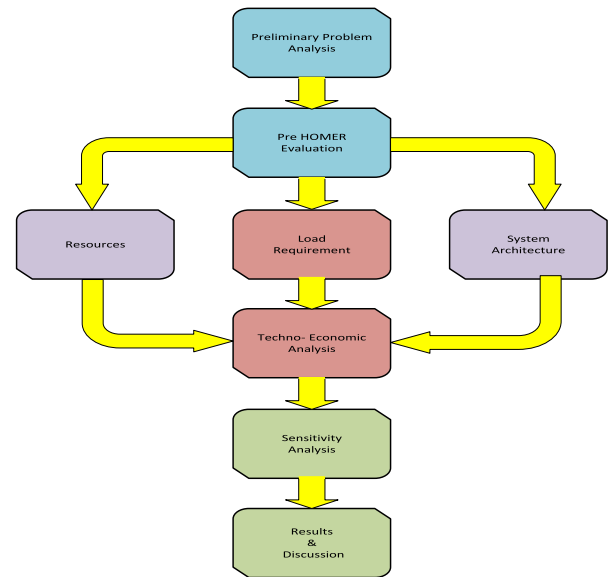 Preliminary Problem
Analysis
Pre HOMER
Evaluation
Resources
Load
Requirement
System
Architecture
Techno- Economic
Analysis
Sensitivity
Analysis
Results
&
Discussion